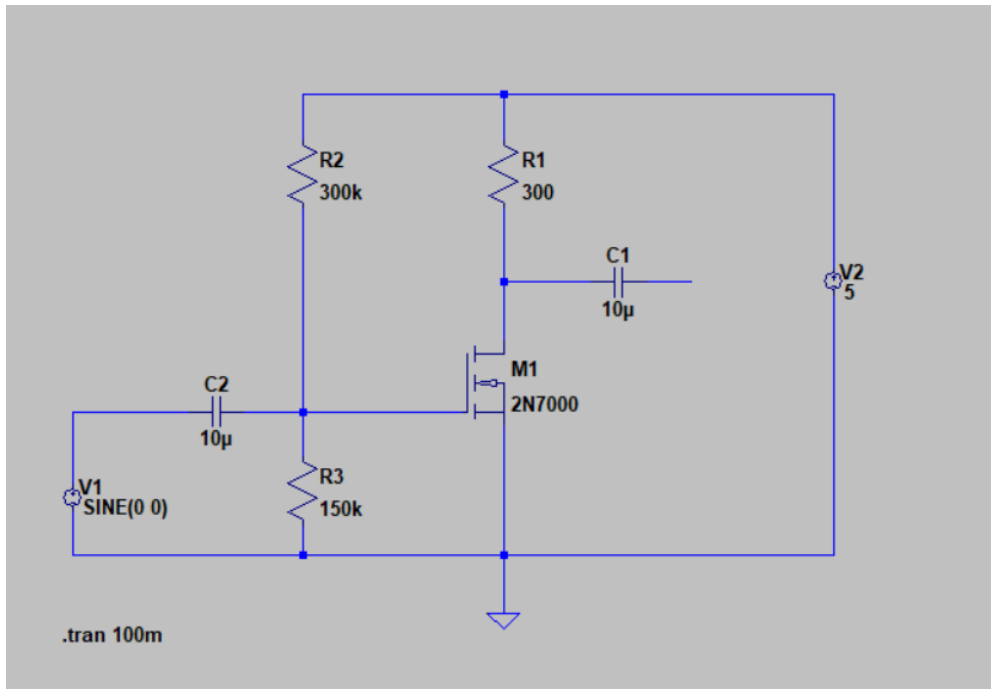 R2
300k
R1
300
C1
10µ
V2
5
M1
2N7000
C2
10µ
R3
150k
V1
SINE(0 0)
.tran 100m